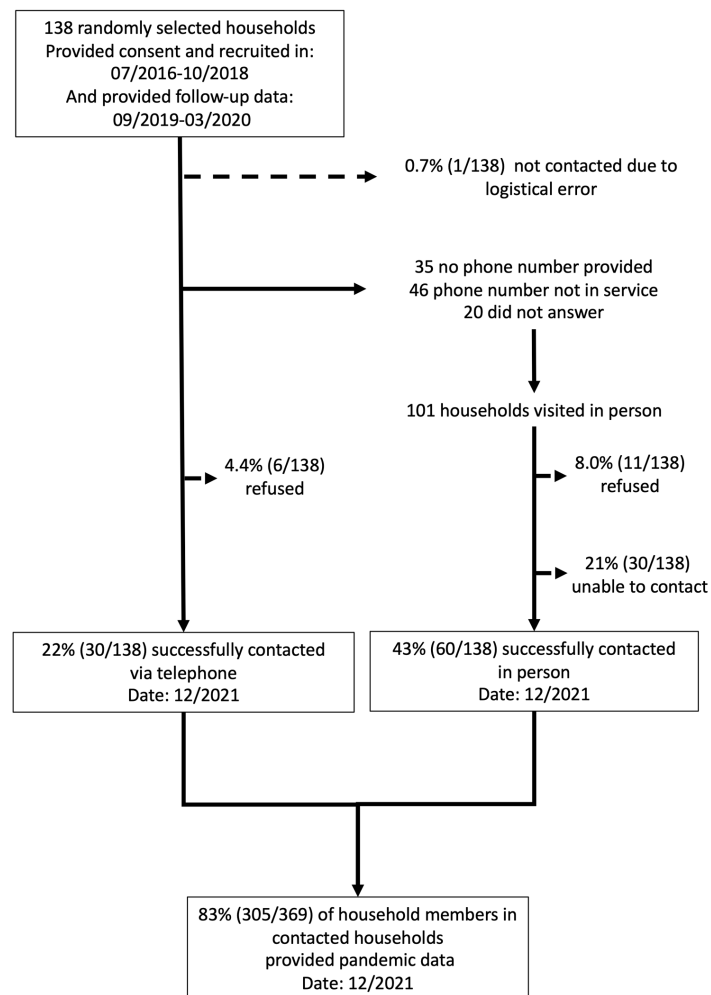 138 randomly selected households
Provided consent and recruited in:
07/2016-10/2018
And provided follow-up data:
09/2019-03/2020
0.7% (1/138) not contacted due to
logistical error
35 no phone number provided
46 phone number not in service
20 did not answer
101 households visited in person
4.4% (6/138)
refused
8.0% (11/138)
refused
21% (30/138)
unable to contact
22% (30/138) successfully contacted
via telephone
Date: 12/2021
43% (60/138) successfully contacted
in person
Date: 12/2021
83% (305/369) of household members in
contacted households
provided pandemic data
Date: 12/2021